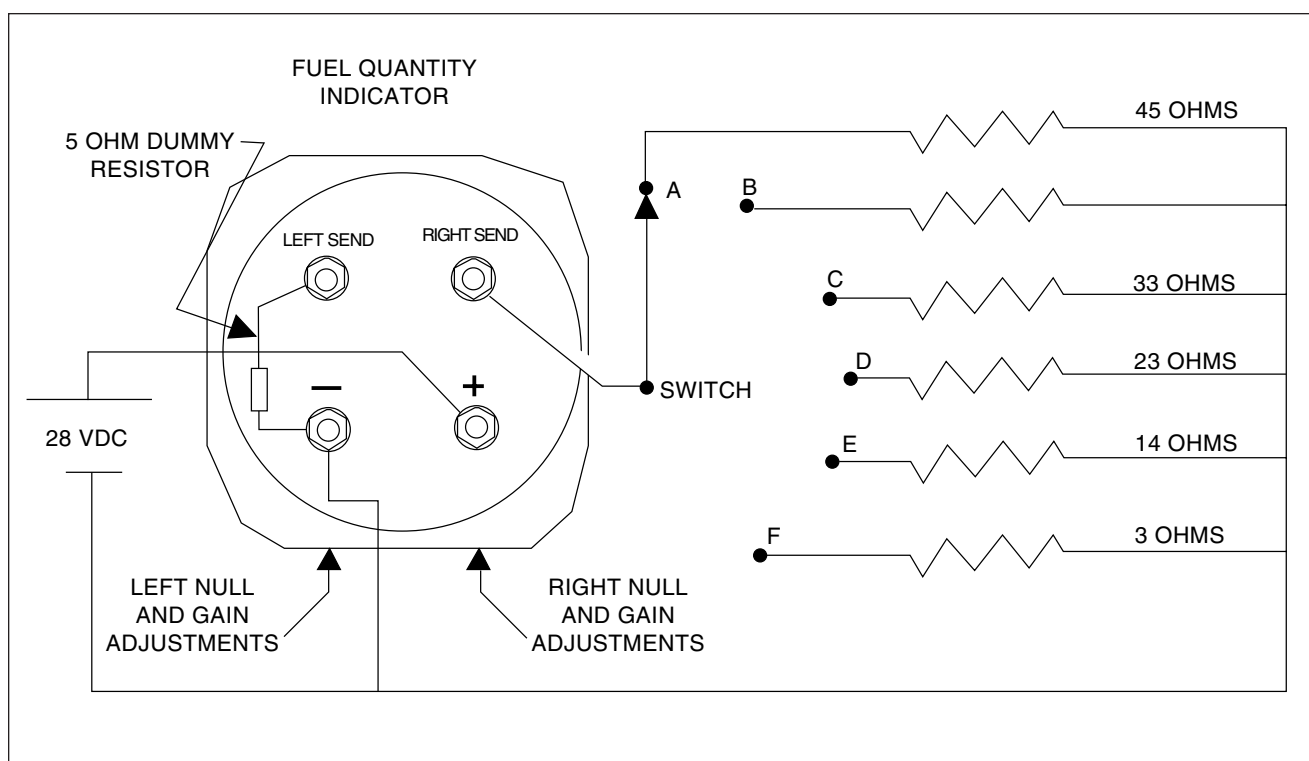 FUEL QUANTITY
INDICATOR
5 OHM DUMMY
RESISTOR
LEFT SEND
RIGHT SEND
–
+
28 VDC
SWITCH
A
B
C
D
E
F
45 OHMS
33 OHMS
23 OHMS
14 OHMS
3 OHMS
LEFT NULL
AND GAIN
ADJUSTMENTS
RIGHT NULL
AND GAIN
ADJUSTMENTS